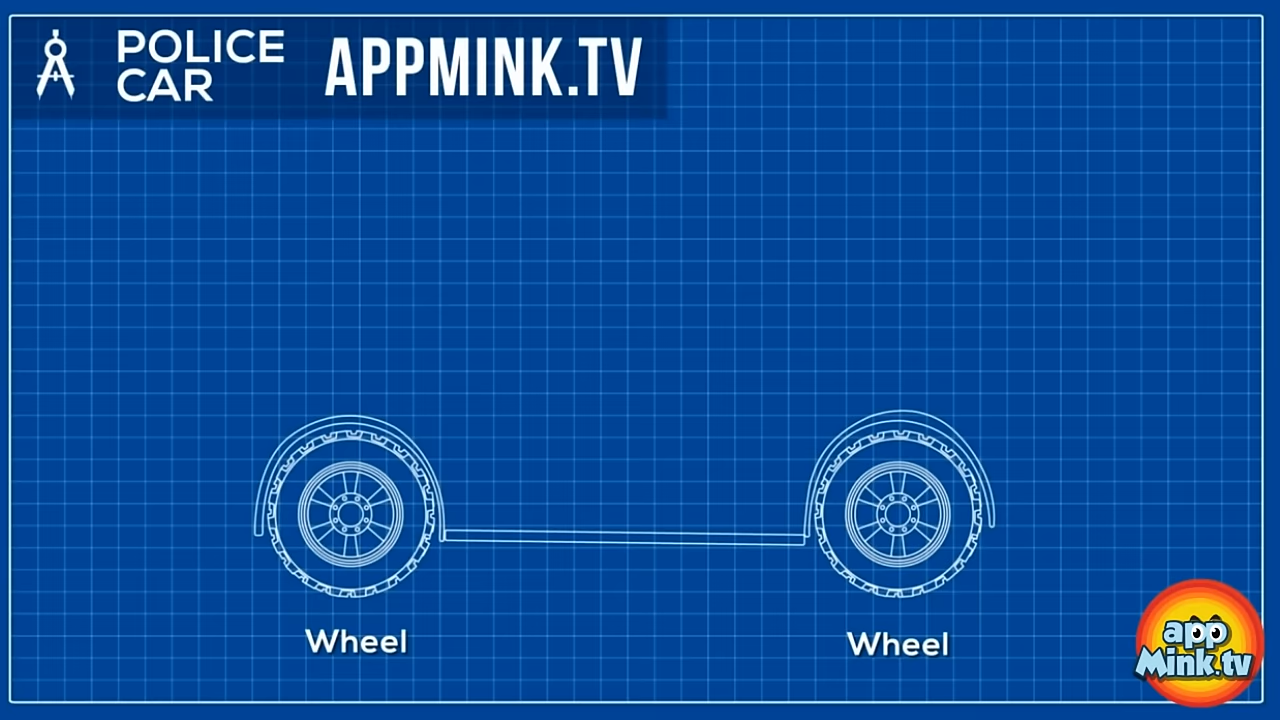 POLICE
CAR
APPMINK.TV
Wheel
Wheel
app
Mink.tv